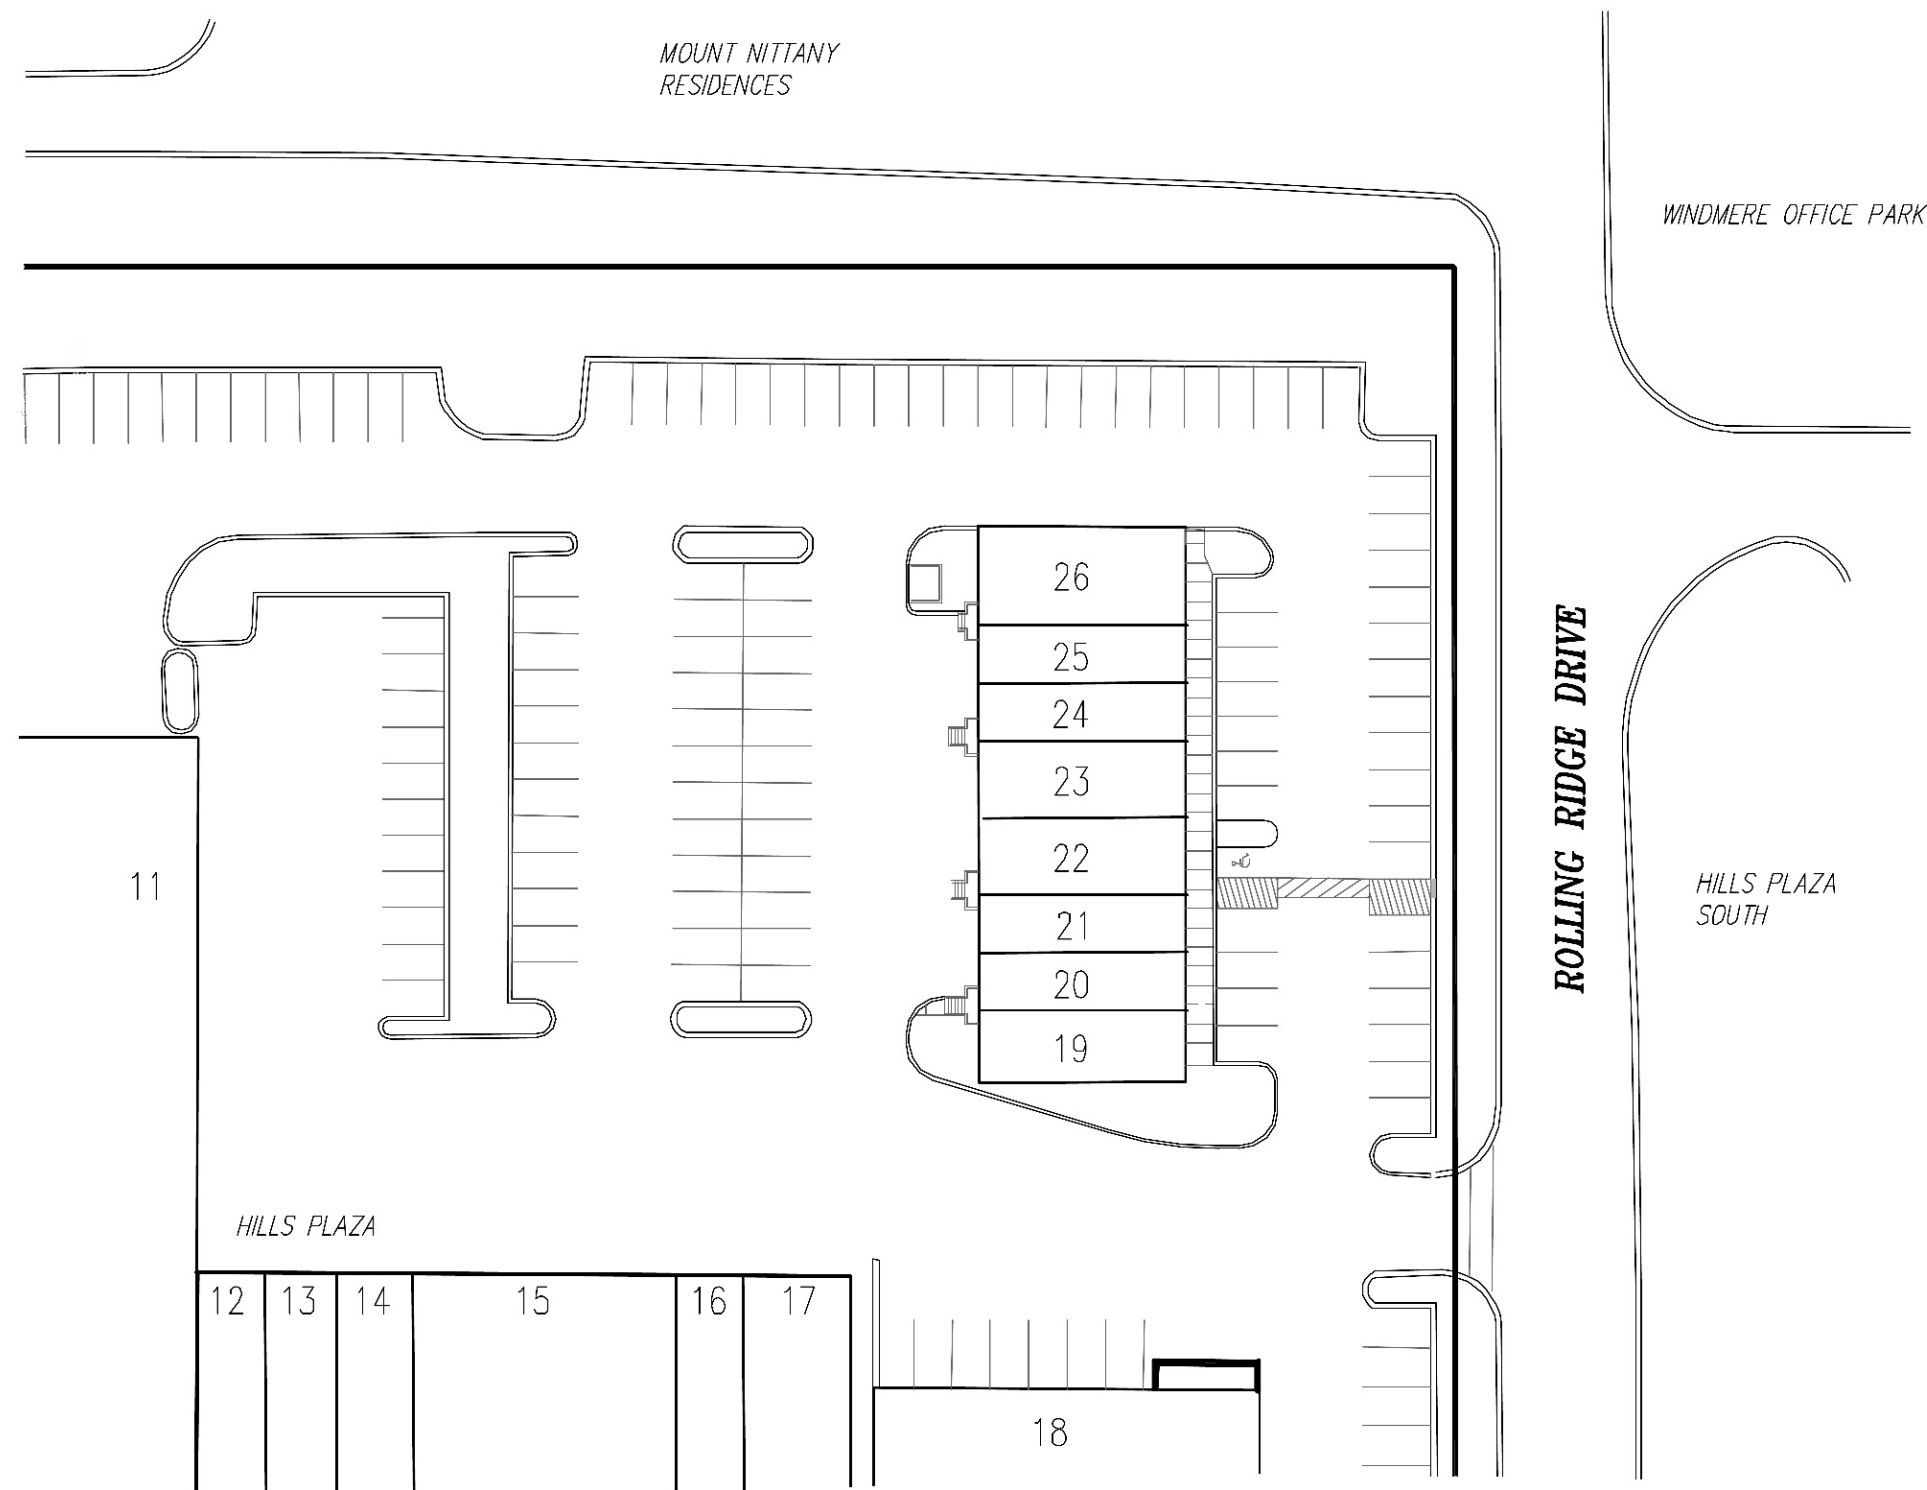 MOUNT NITTANY
RESIDENCES
WINDMERE OFFICE PARK
26
25
24
23
22
21
20
19
ROLLING RIDGE DRIVE
HILLS PLAZA
SOUTH
11
HILLS PLAZA
12
13
14
15
16
17
18